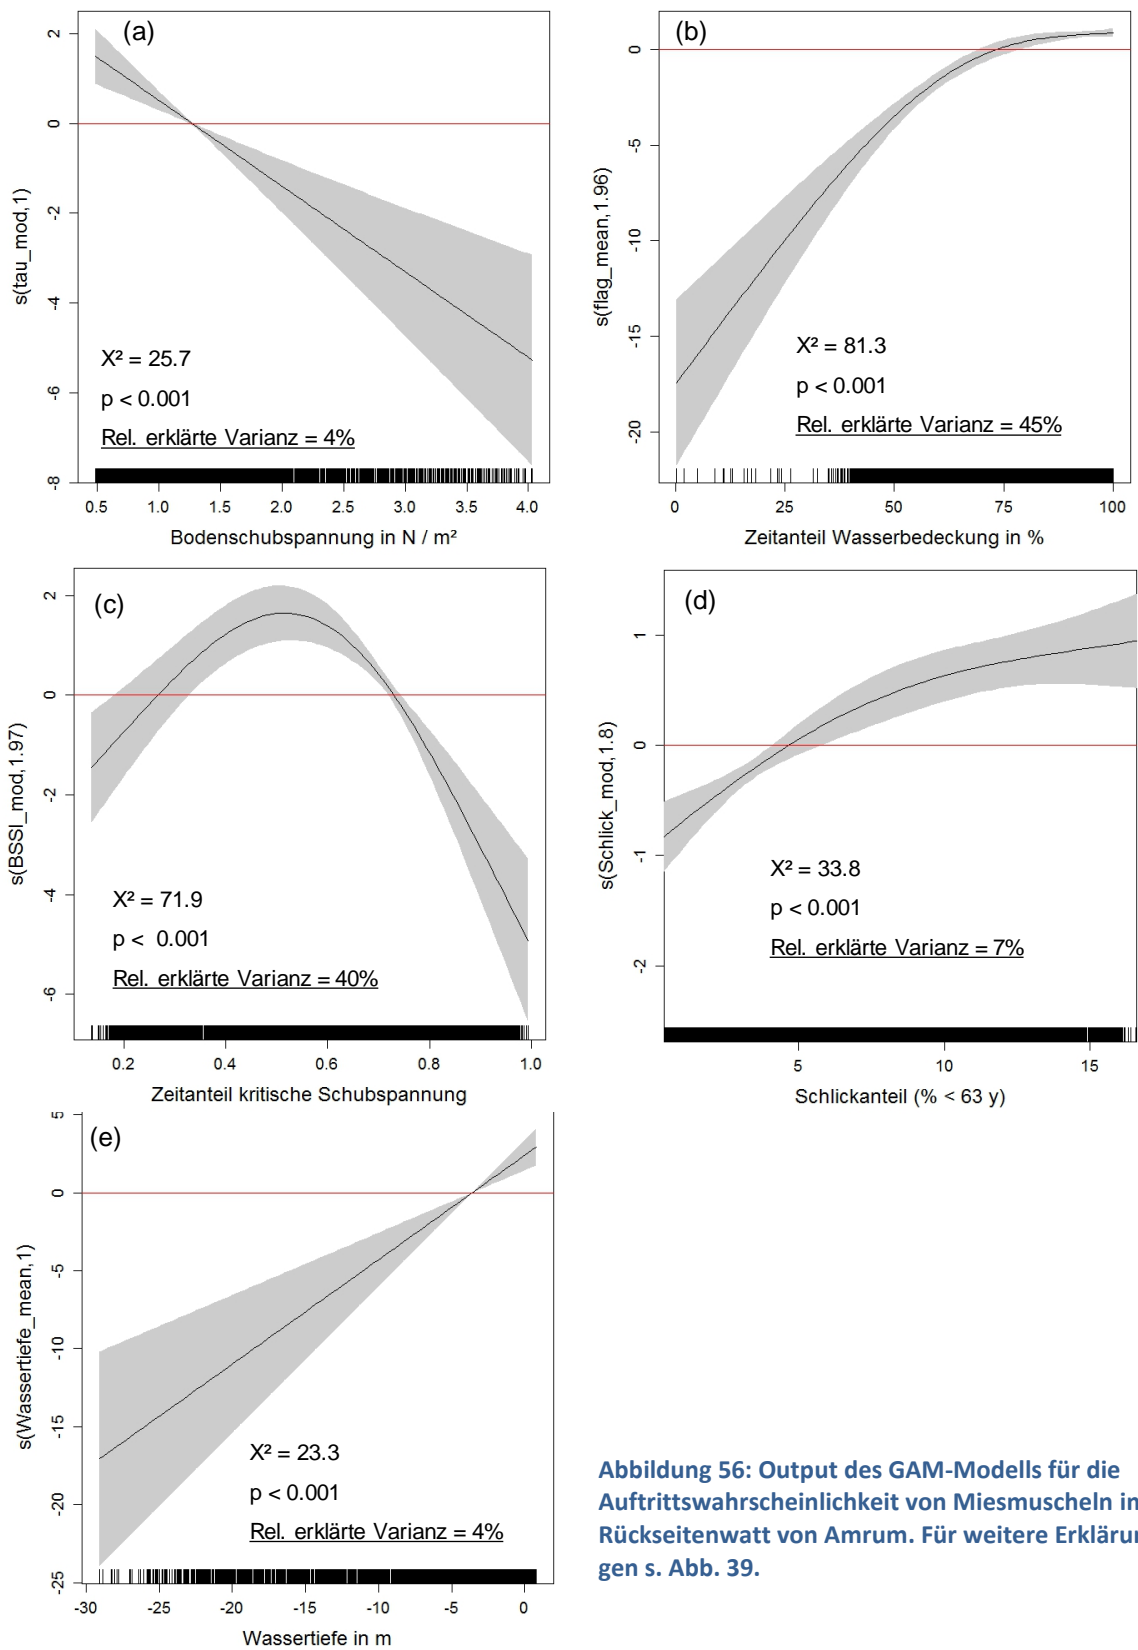 (a)
2
0
-2
-4
-6
-8
s(tau_mod,1)
X² = 25.7
p < 0.001
Rel. erklärte Varianz = 4%
0.5 1.0 1.5 2.0 2.5 3.0 3.5 4.0
Bodenschubspannung in N / m²
(b)
0
-5
-10
-15
-20
s(flag_mean,1.96)
X² = 81.3
p < 0.001
Rel. erklärte Varianz = 45%
0 25 50 75 100
Zeitanteil Wasserbedeckung in %
(c)
2
0
-2
-4
-6
s(BSSI_mod,1.97)
X² = 71.9
p < 0.001
Rel. erklärte Varianz = 40%
0.2 0.4 0.6 0.8 1.0
Zeitanteil kritische Schubspannung
(d)
1
0
-1
-2
s(Schlick_mod,1.8)
X² = 33.8
p < 0.001
Rel. erklärte Varianz = 7%
5 10 15
Schlickanteil (% < 63 y)
(e)
5
0
-5
-10
-15
-20
-25
s(Wassertiefe_mean,1)
X² = 23.3
p < 0.001
Rel. erklärte Varianz = 4%
-30 -25 -20 -15 -10 -5 0
Wassertiefe in m
Abbildung 56: Output des GAM-Modells für die
Auftrittswahrscheinlichkeit von Miesmuscheln im
Rückseitenwatt von Amrum. Für weitere Erklärun
gen s. Abb. 39.